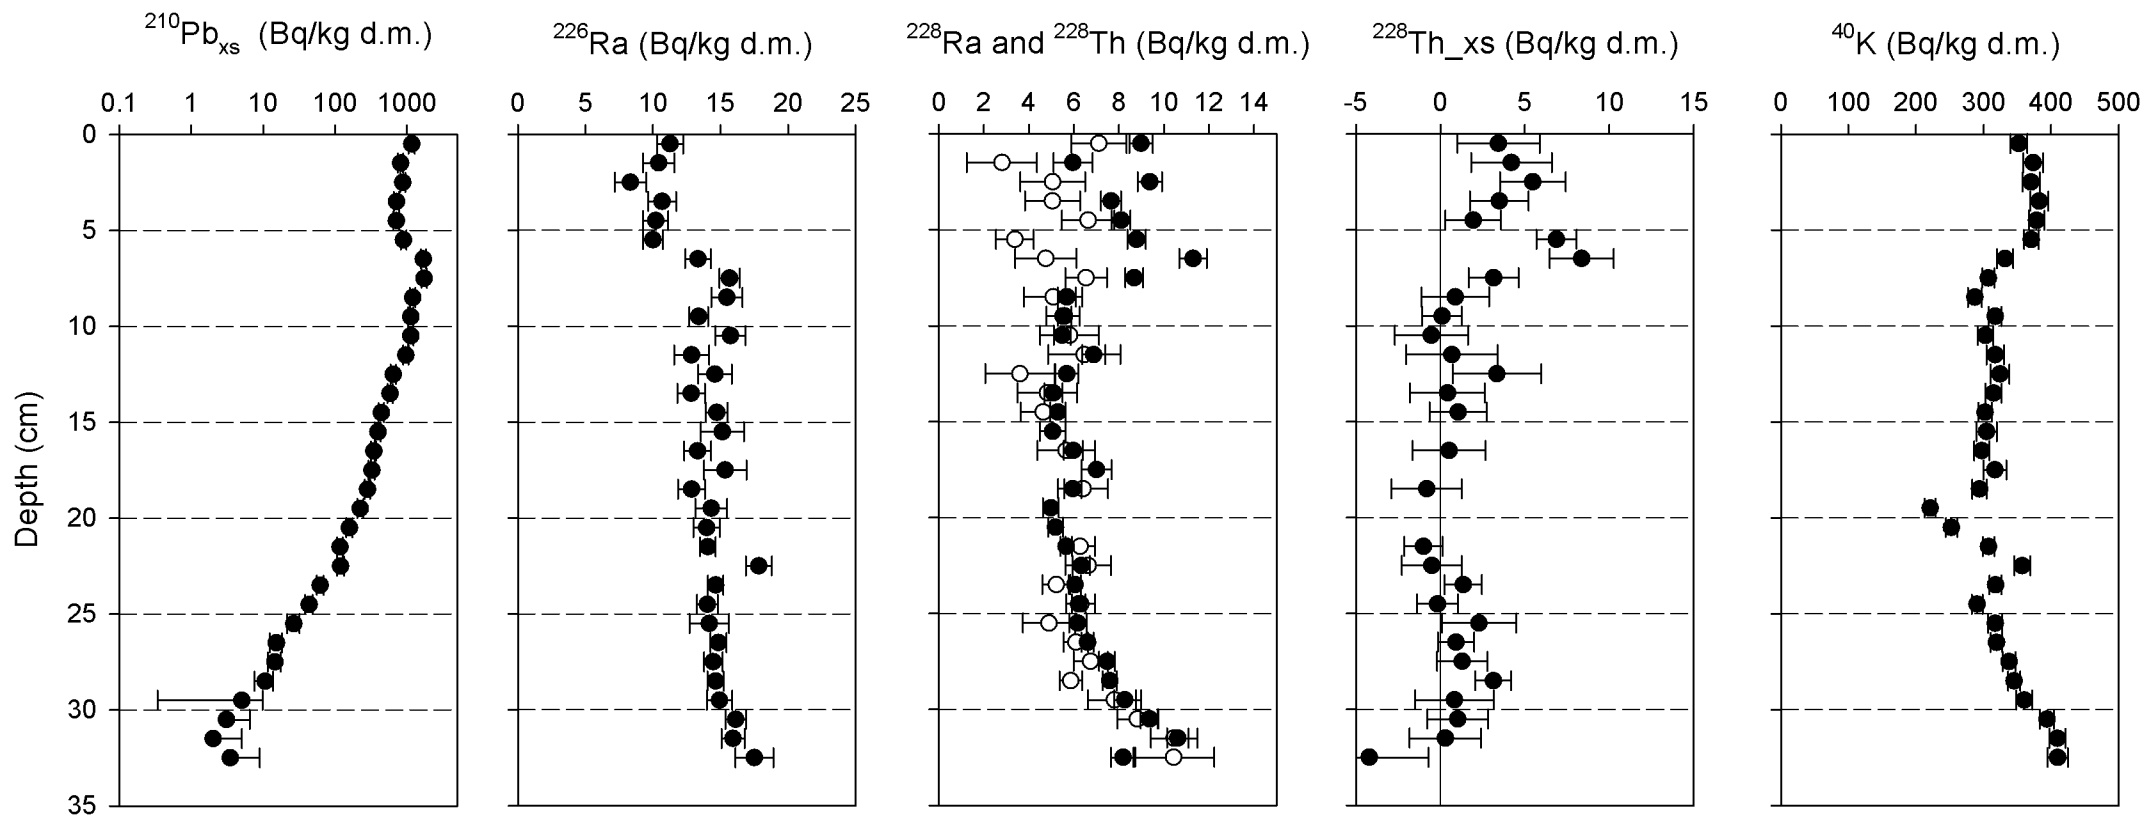 ²¹⁰Pbₓₛ (Bq/kg d.m.) ²²⁶Ra (Bq/kg d.m.) ²²⁸Ra and ²²⁸Th (Bq/kg d.m.) ²²⁸Th_xs (Bq/kg d.m.) ⁴⁰K (Bq/kg d.m.)
0.1 1 10 100 1000 0 5 10 15 20 25 0 2 4 6 8 10 12 14 -5 0 5 10 15 0 100 200 300 400 500
0
5
10
15
20
25
30
35
Depth (cm)